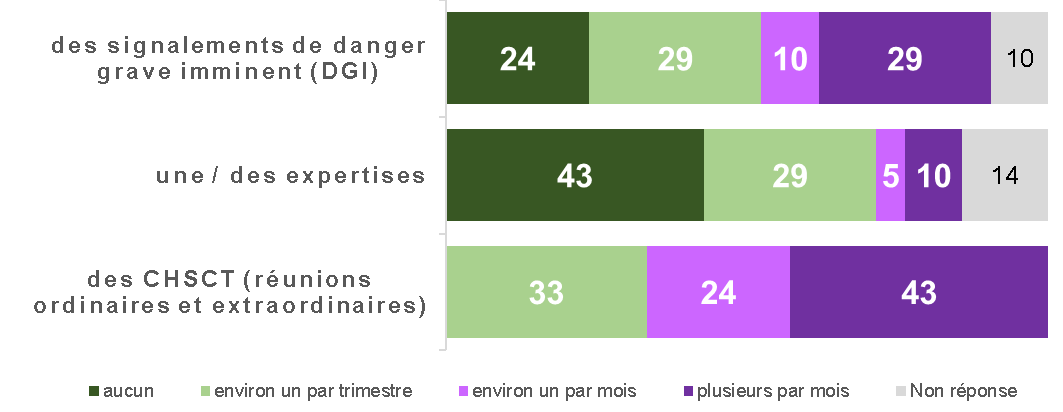 des signalements de danger
grave imminent (DGI)
24 29 10 29 10
une / des expertises
43 29 5 10 14
des CHSCT (réunions
ordinaires et extraordinaires)
33 24 43
aucun environ un par trimestre environ un par mois plusieurs par mois Non réponse